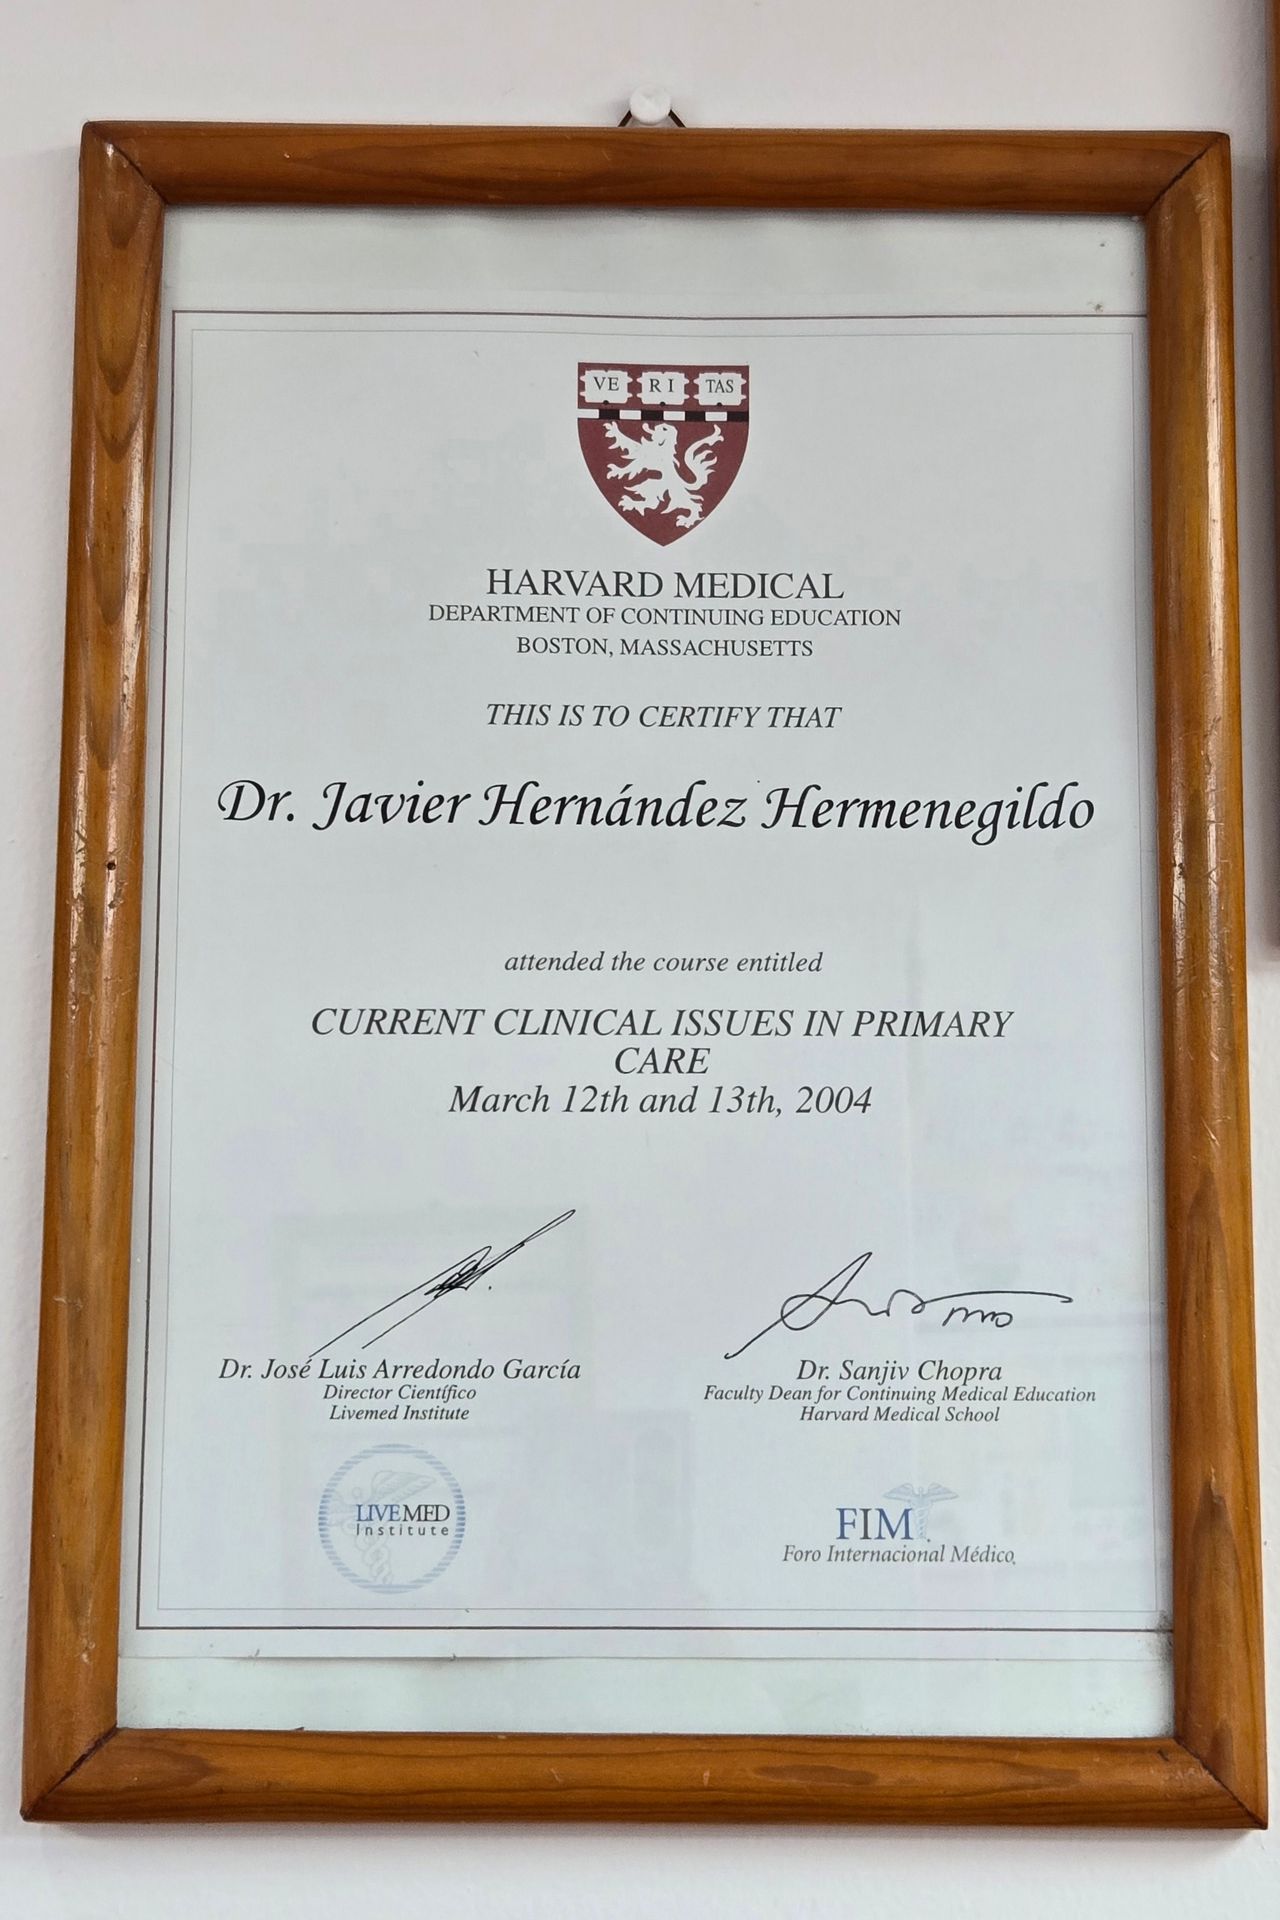 VE RI TAS
HARVARD MEDICAL
DEPARTMENT OF CONTINUING EDUCATION
BOSTON, MASSACHUSETTS
THIS IS TO CERTIFY THAT
Dr. Javier Hernández Hermenegildo
attended the course entitled
CURRENT CLINICAL ISSUES IN PRIMARY
CARE
March 12th and 13th, 2004
Dr. José Luis Arredondo García
Director Científico
Livemed Institute
Dr. Sanjiv Chopra
Faculty Dean for Continuing Medical Education
Harvard Medical School
LIVEMED
Institute
FIM
Foro Internacional Médico